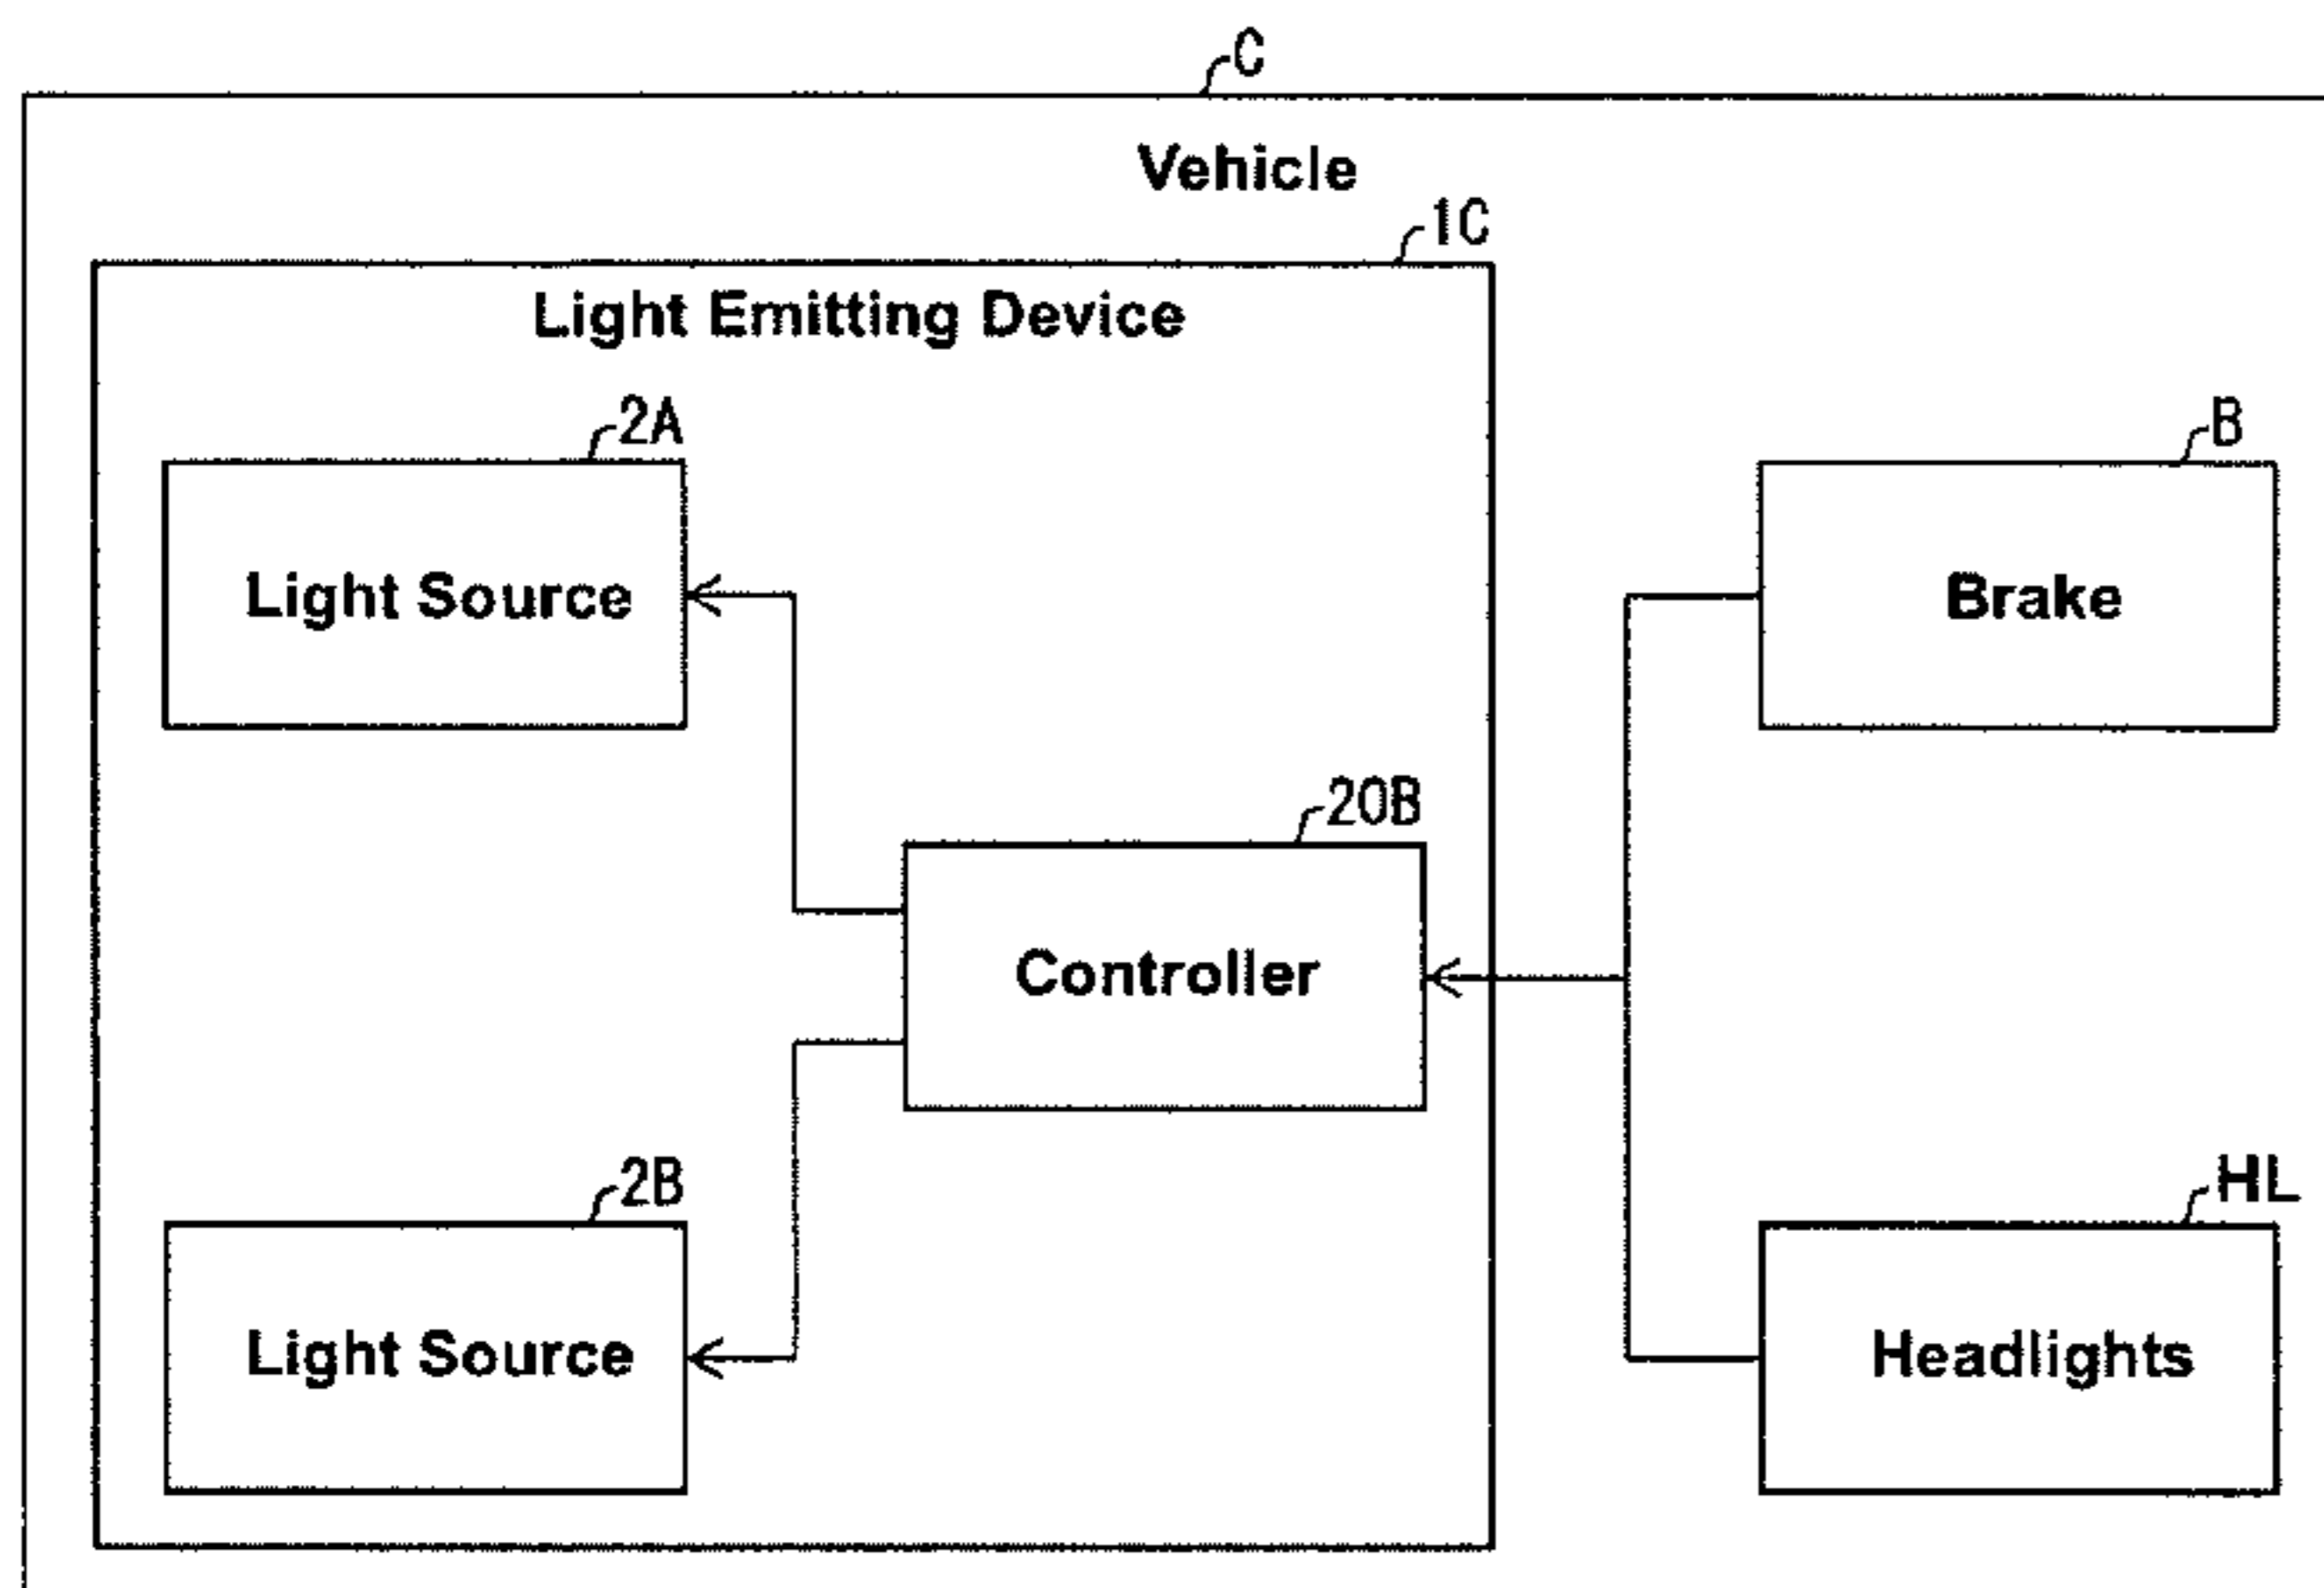 C
Vehicle
1C
Light Emitting Device
2A
B
Light Source
Brake
20B
Controller
2B
HL
Light Source
Headlights